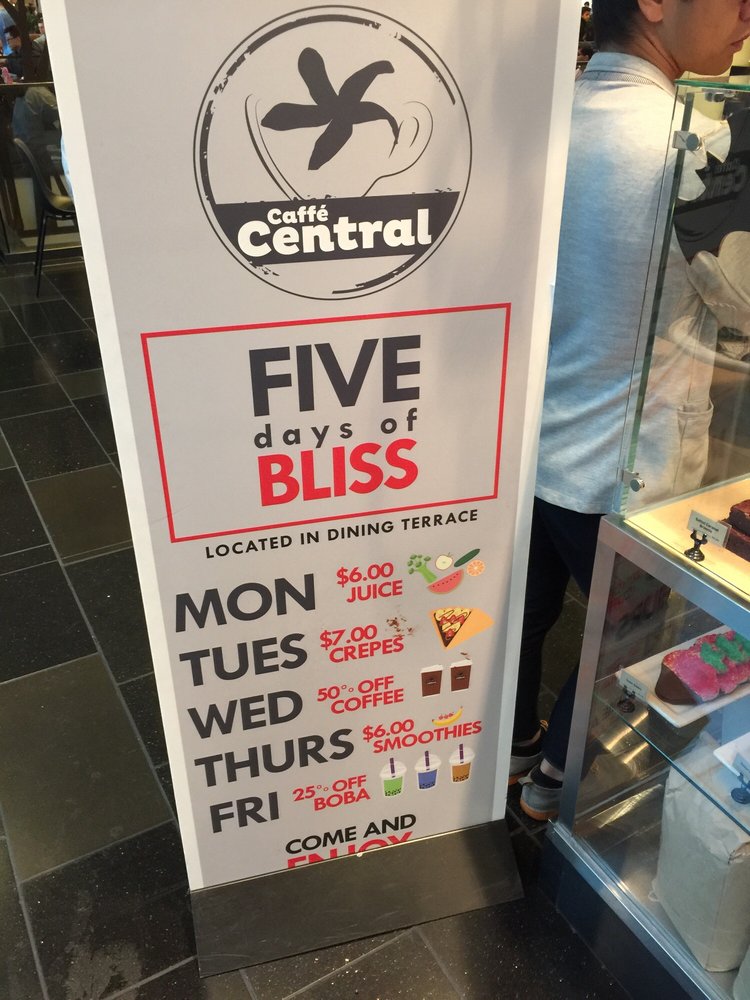 Caffé
Central
FIVE
days of
BLISS
LOCATED IN DINING TERRACE
MON $6.00 JUICE
TUES $7.00 CREPES
WED 50% OFF COFFEE
THURS $6.00 SMOOTHIES
FRI 25% OFF BOBA
COME AND
ENJOY